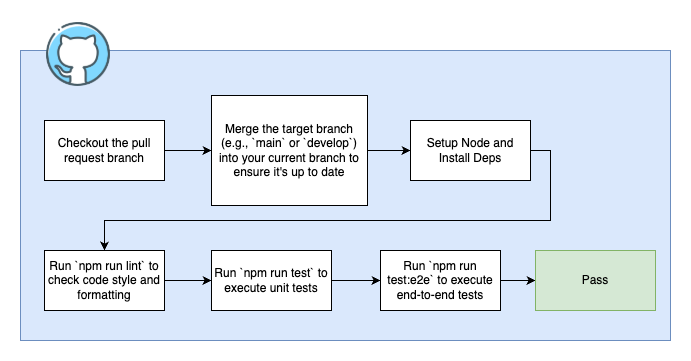 Checkout the pull
request branch
Merge the target branch
(e.g., `main` or `develop`)
into your current branch to
ensure it's up to date
Setup Node and
Install Deps
Run `npm run lint` to
check code style and
formatting
Run `npm run test` to
execute unit tests
Run `npm run
test:e2e` to execute
end-to-end tests
Pass